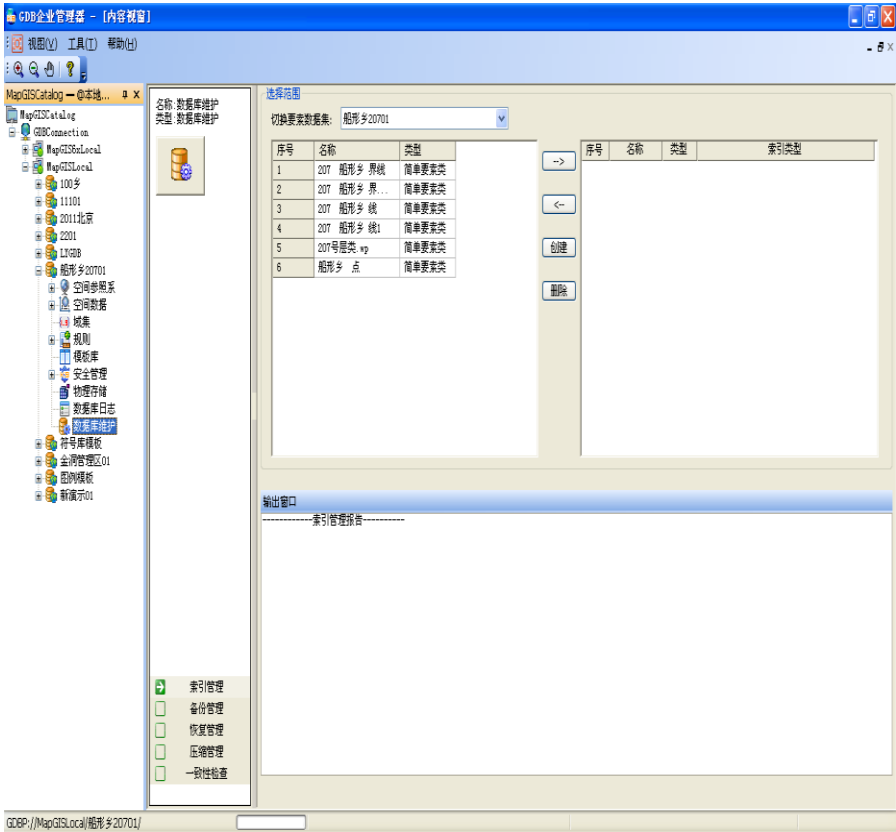 GDB企业管理器 - [内容视窗]
视图(V) 工具(T) 帮助(H)
MapGISCatalog — @本地...
MapGISCatalog
GDBConnection
MapGIS6xLocal
MapGISLocal
100乡
11101
2011北京
2201
LYGDB
船形乡20701
空间参照系
空间数据
域集
规则
模板库
安全管理
物理存储
数据库日志
数据库维护
符号库模板
金洞管理区01
图例模板
新演示01
名称:数据库维护
类型:数据库维护
索引管理
备份管理
恢复管理
压缩管理
一致性检查
选择范围
切换要素数据集: 船形乡20701
序号 名称 类型
1 207 船形乡 界线 简单要素类
2 207 船形乡 界... 简单要素类
3 207 船形乡 线 简单要素类
4 207 船形乡 线1 简单要素类
5 207号层类.wp 简单要素类
6 船形乡 点 简单要素类
-->
<--
创建
删除
序号 名称 类型 索引类型
输出窗口
------------索引管理报告----------
GDBP://MapGISLocal/船形乡20701/